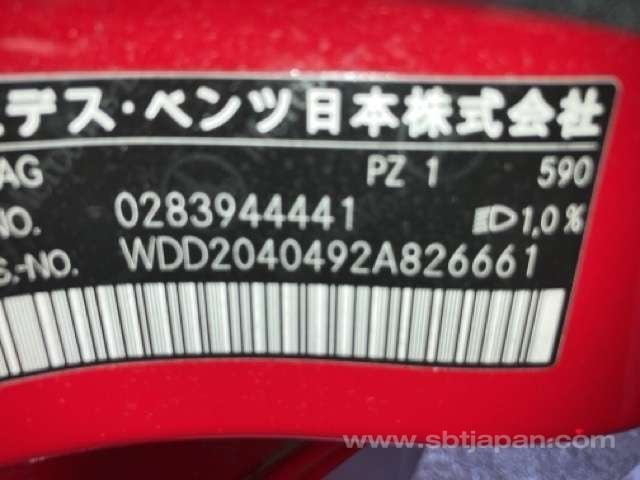 デス・ベンツ日本株式会社
AG PZ 1 590
NO. 0283944441 1,0%
S.-NO. WDD2040492A826661
www.sbtjapan.com